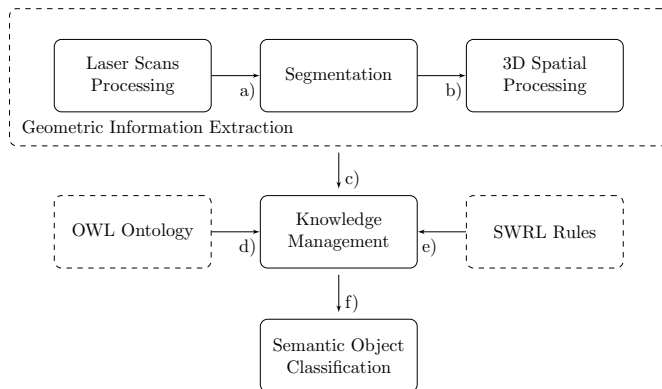 Laser Scans
Processing
a)
Segmentation
b)
3D Spatial
Processing
Geometric Information Extraction
c)
OWL Ontology
d)
Knowledge
Management
e)
SWRL Rules
f)
Semantic Object
Classification